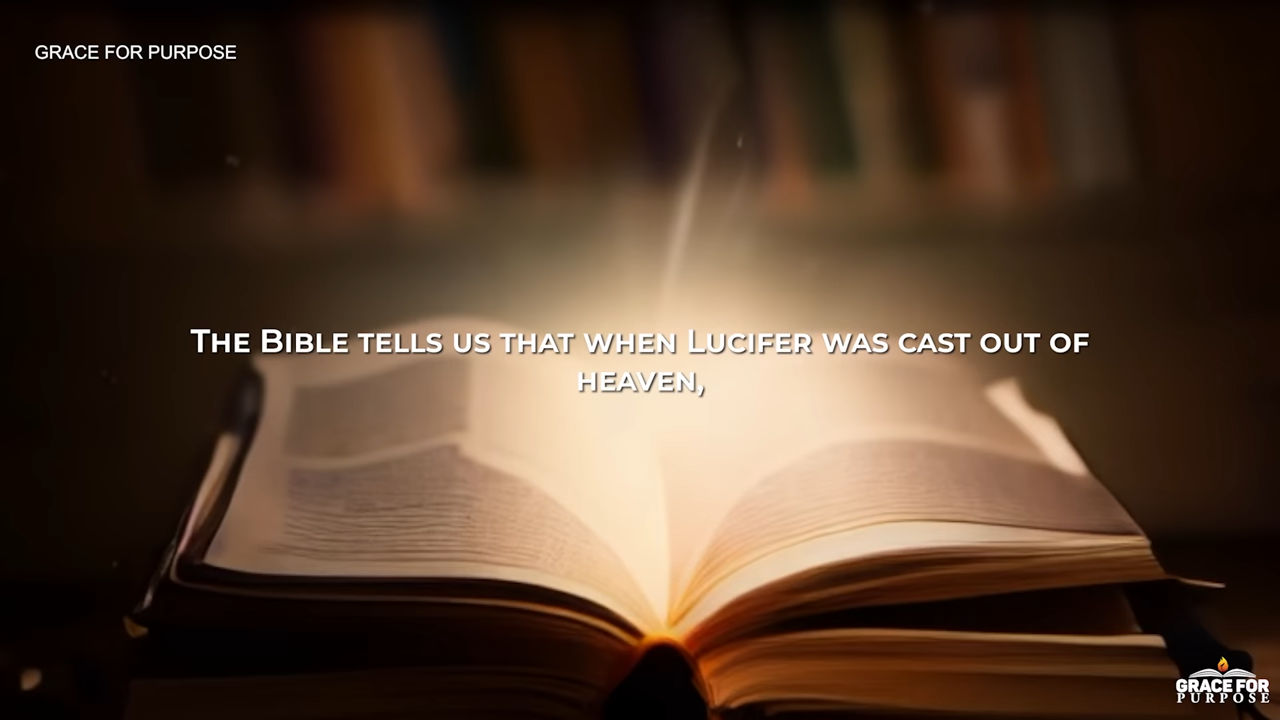 GRACE FOR PURPOSE
THE BIBLE TELLS US THAT WHEN LUCIFER WAS CAST OUT OF
HEAVEN,
GRACE FOR
PURPOSE